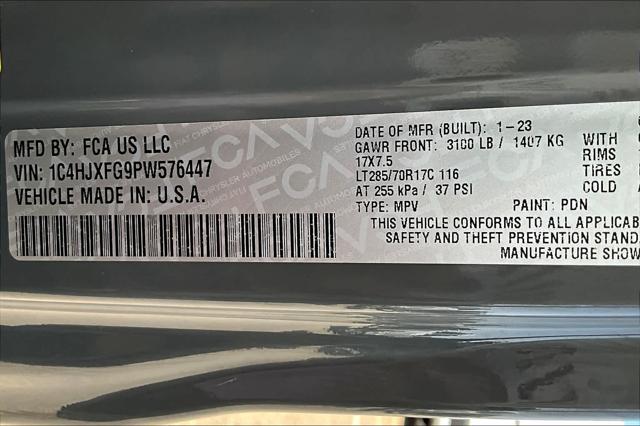 MFD BY: FCA US LLC
VIN: 1C4HJXFG9PW576447
VEHICLE MADE IN: U.S.A.
DATE OF MFR (BUILT): 1-23
GAWR FRONT: 3100 LB / 1407 KG WITH
17X7.5 RIMS
LT285/70R17C 116 TIRES
AT 255 kPa / 37 PSI COLD
TYPE: MPV PAINT: PDN
THIS VEHICLE CONFORMS TO ALL APPLICAB
SAFETY AND THEFT PREVENTION STAND
MANUFACTURE SHOW